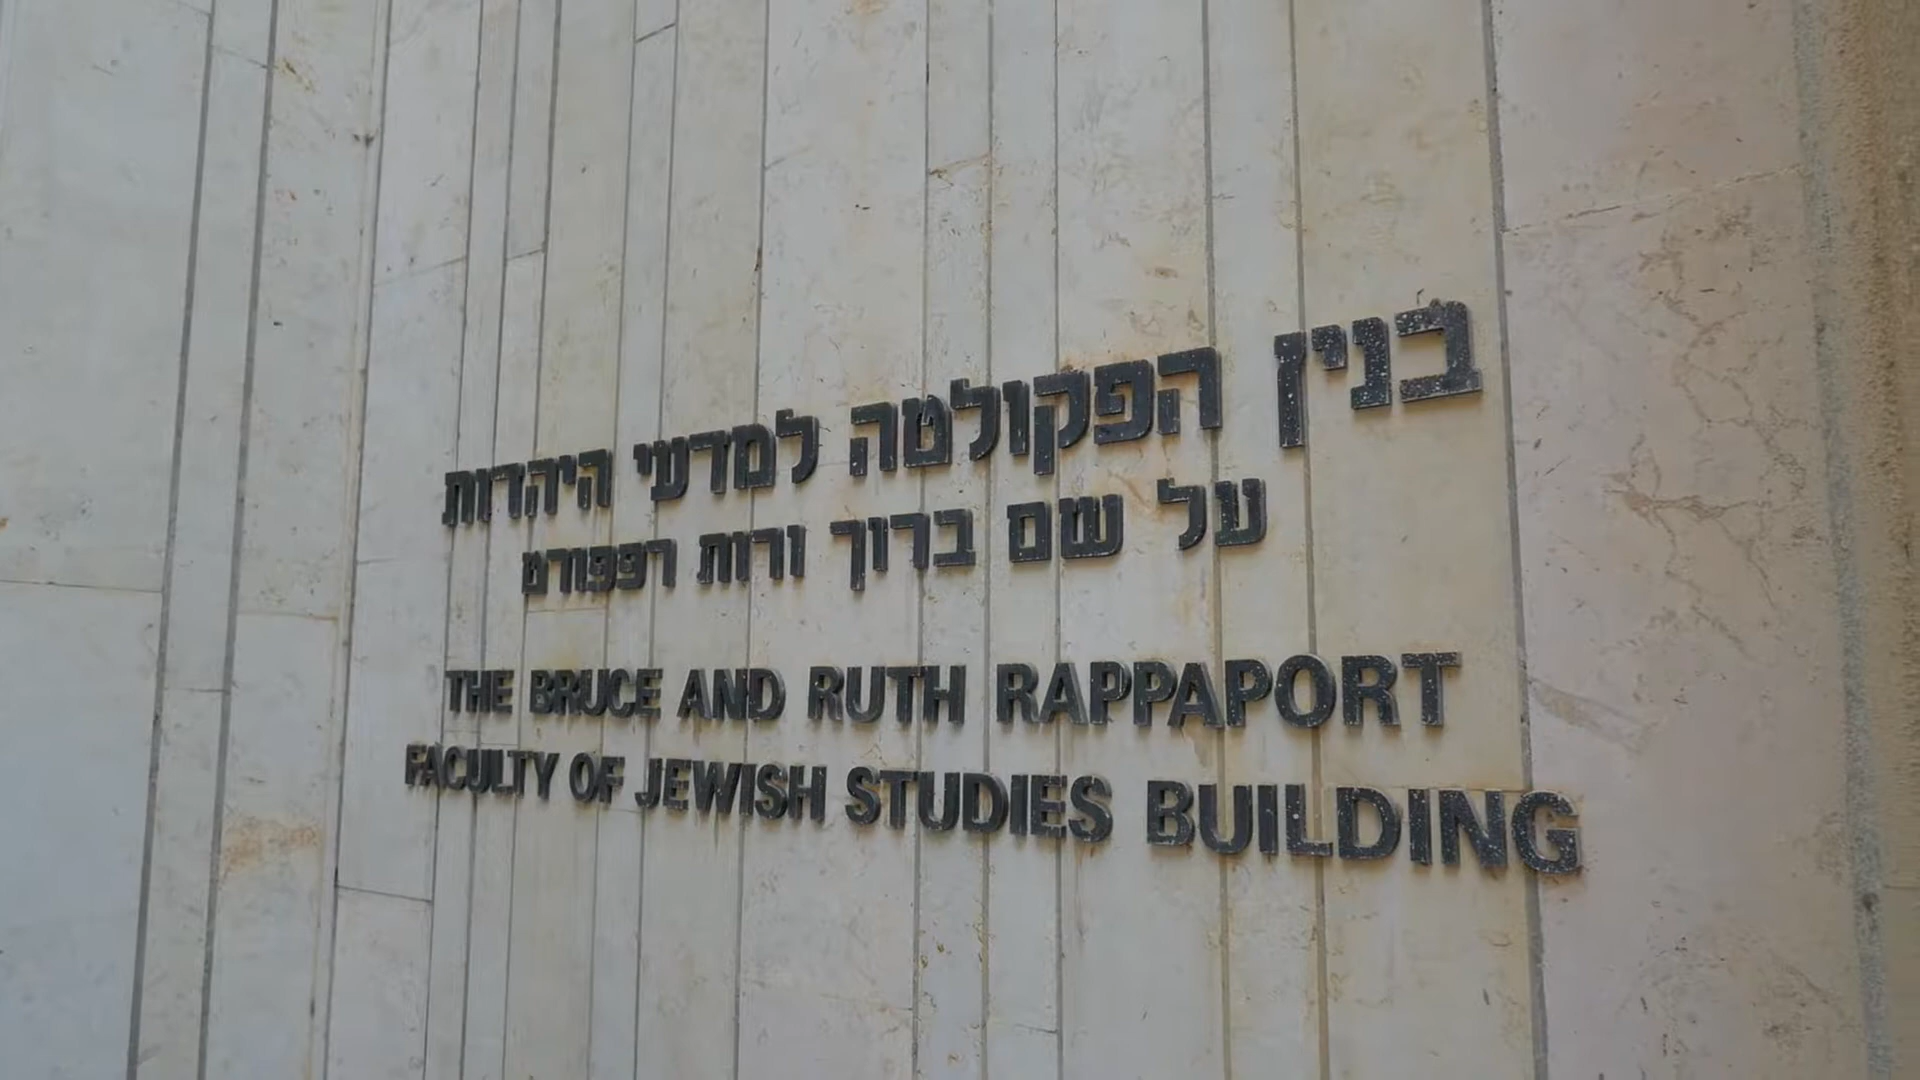 בנין הפקולטה למדעי היהדות
על שם ברוך ורות רפפורט
THE BRUCE AND RUTH RAPPAPORT
FACULTY OF JEWISH STUDIES BUILDING